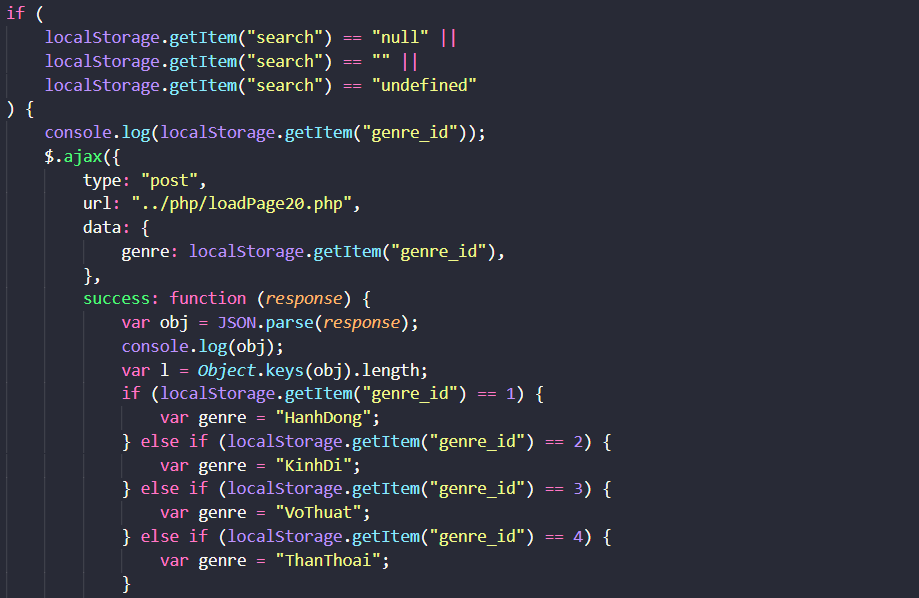 if (
localStorage.getItem("search") == "null" ||
localStorage.getItem("search") == "" ||
localStorage.getItem("search") == "undefined"
) {
console.log(localStorage.getItem("genre_id"));
$.ajax({
type: "post",
url: "../php/loadPage20.php",
data: {
genre: localStorage.getItem("genre_id"),
},
success: function (response) {
var obj = JSON.parse(response);
console.log(obj);
var l = Object.keys(obj).length;
if (localStorage.getItem("genre_id") == 1) {
var genre = "HanhDong";
} else if (localStorage.getItem("genre_id") == 2) {
var genre = "KinhDi";
} else if (localStorage.getItem("genre_id") == 3) {
var genre = "VoThuat";
} else if (localStorage.getItem("genre_id") == 4) {
var genre = "ThanThoai";
}